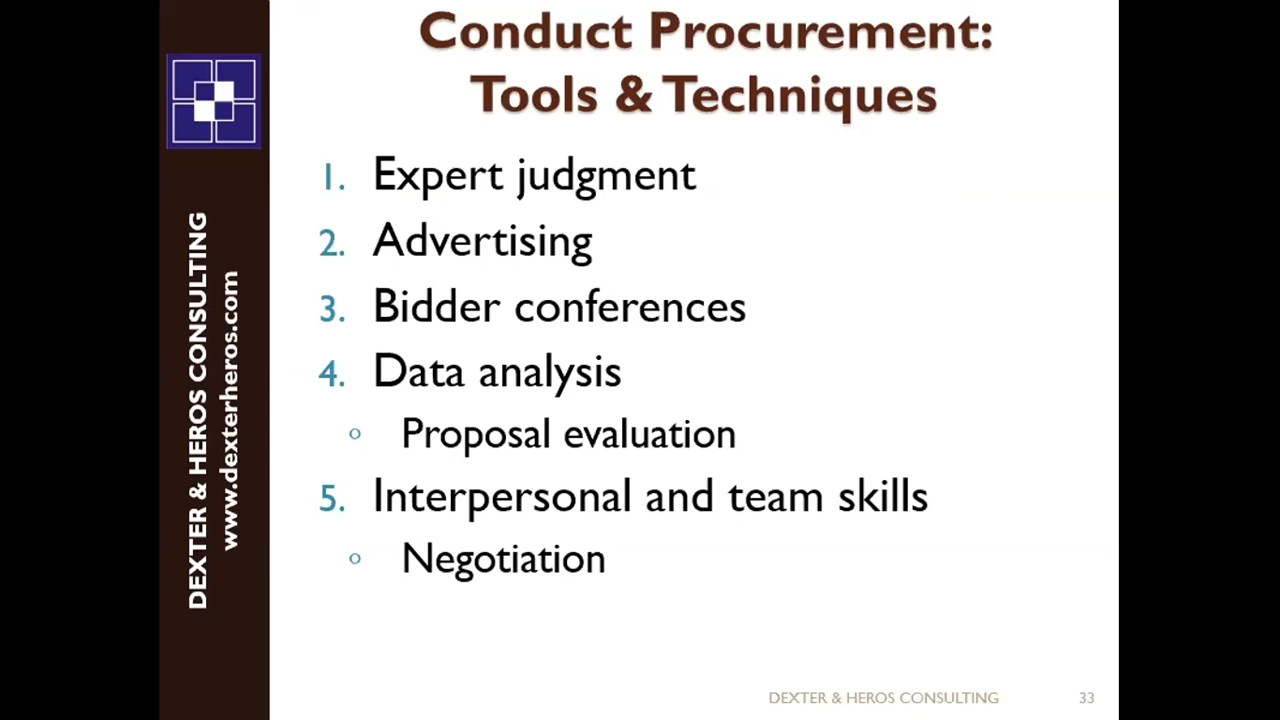 Conduct Procurement:
Tools & Techniques
1. Expert judgment
2. Advertising
3. Bidder conferences
4. Data analysis
° Proposal evaluation
5. Interpersonal and team skills
° Negotiation
DEXTER & HEROS CONSULTING
www.dexterheros.com
DEXTER & HEROS CONSULTING 33